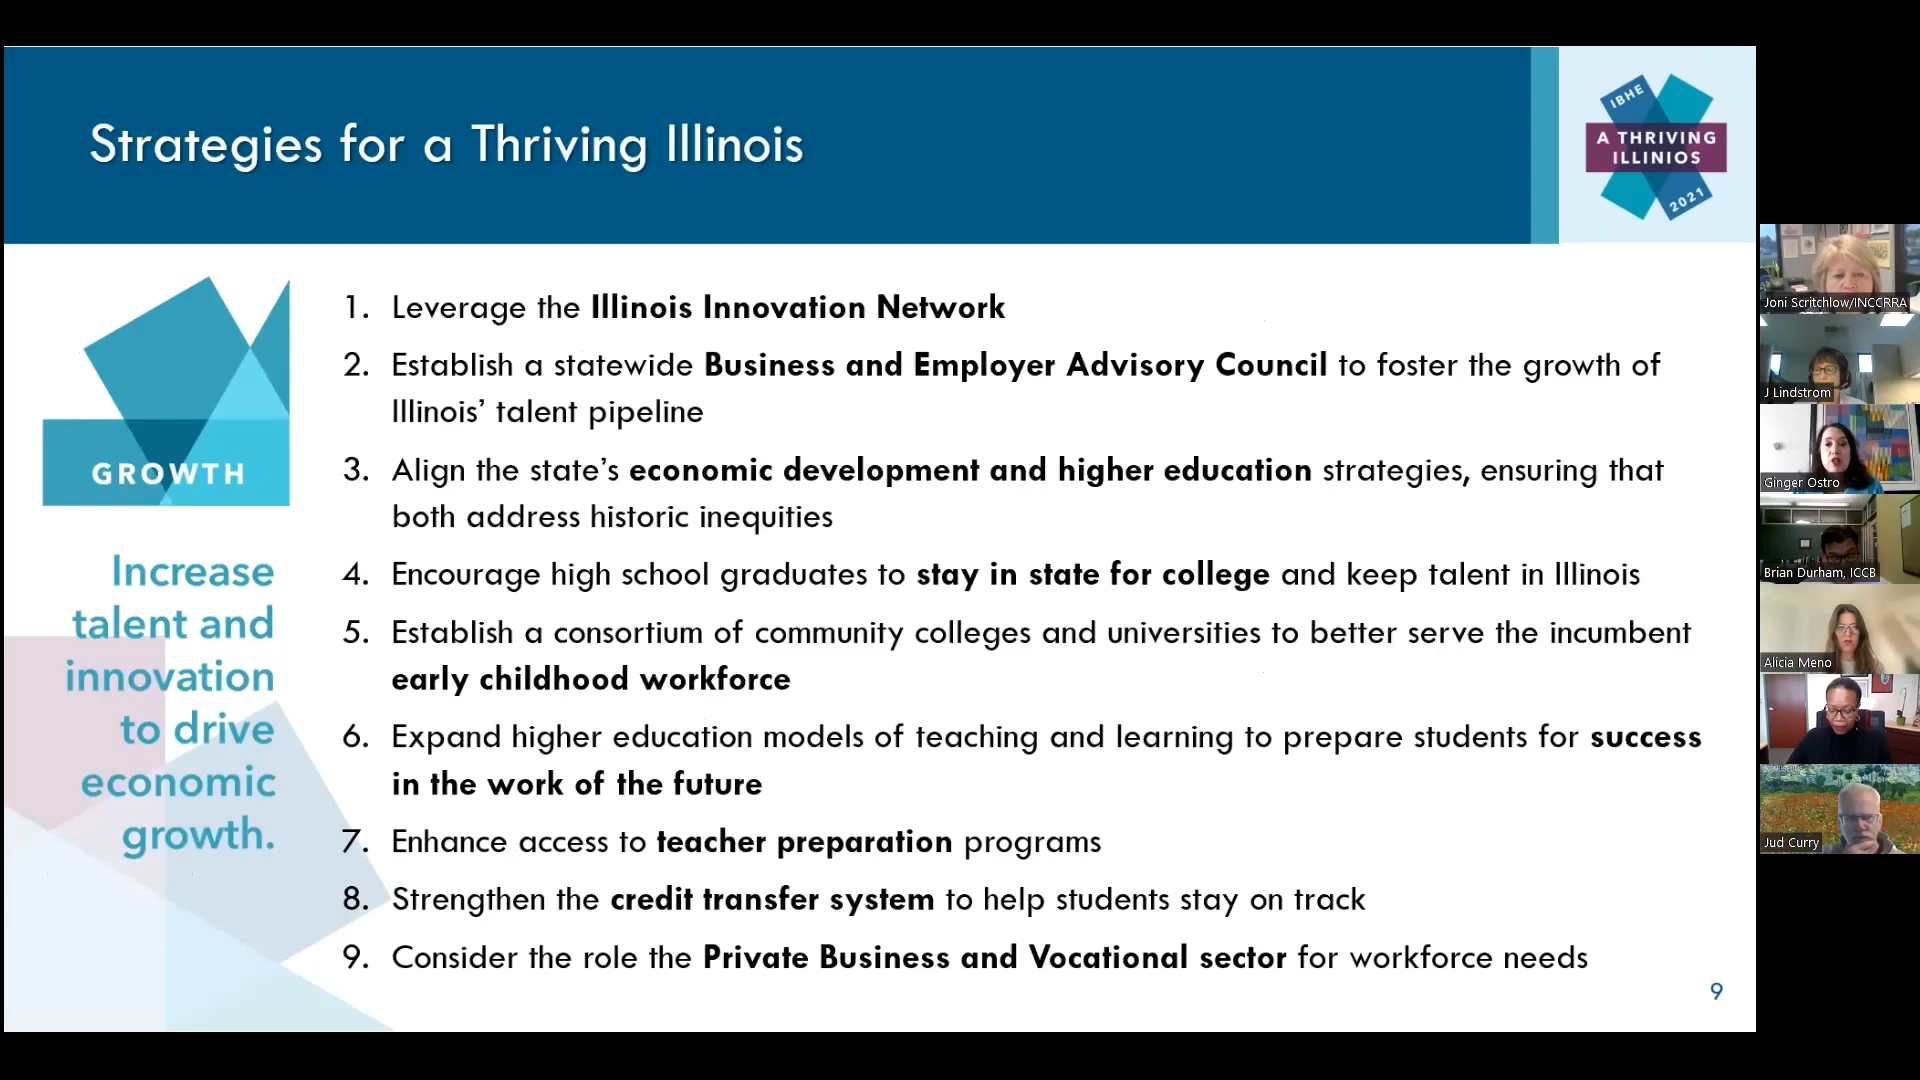 Strategies for a Thriving Illinois
IBHE
A THRIVING
ILLINIOS
2021
GROWTH
Increase
talent and
innovation
to drive
economic
growth.
1. Leverage the Illinois Innovation Network
2. Establish a statewide Business and Employer Advisory Council to foster the growth of
Illinois’ talent pipeline
3. Align the state’s economic development and higher education strategies, ensuring that
both address historic inequities
4. Encourage high school graduates to stay in state for college and keep talent in Illinois
5. Establish a consortium of community colleges and universities to better serve the incumbent
early childhood workforce
6. Expand higher education models of teaching and learning to prepare students for success
in the work of the future
7. Enhance access to teacher preparation programs
8. Strengthen the credit transfer system to help students stay on track
9. Consider the role the Private Business and Vocational sector for workforce needs
9
Joni Scritchlow/INCCRRA
J Lindstrom
Ginger Ostro
Brian Durham, ICCB
Alicia Meno
Jud Curry